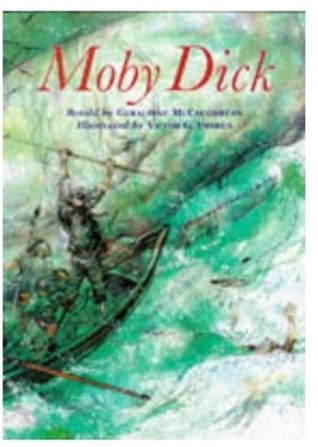 Moby Dick
Retold by GERALDINE McCAUGHREAN
Illustrated by VICTOR G. AMBRUS